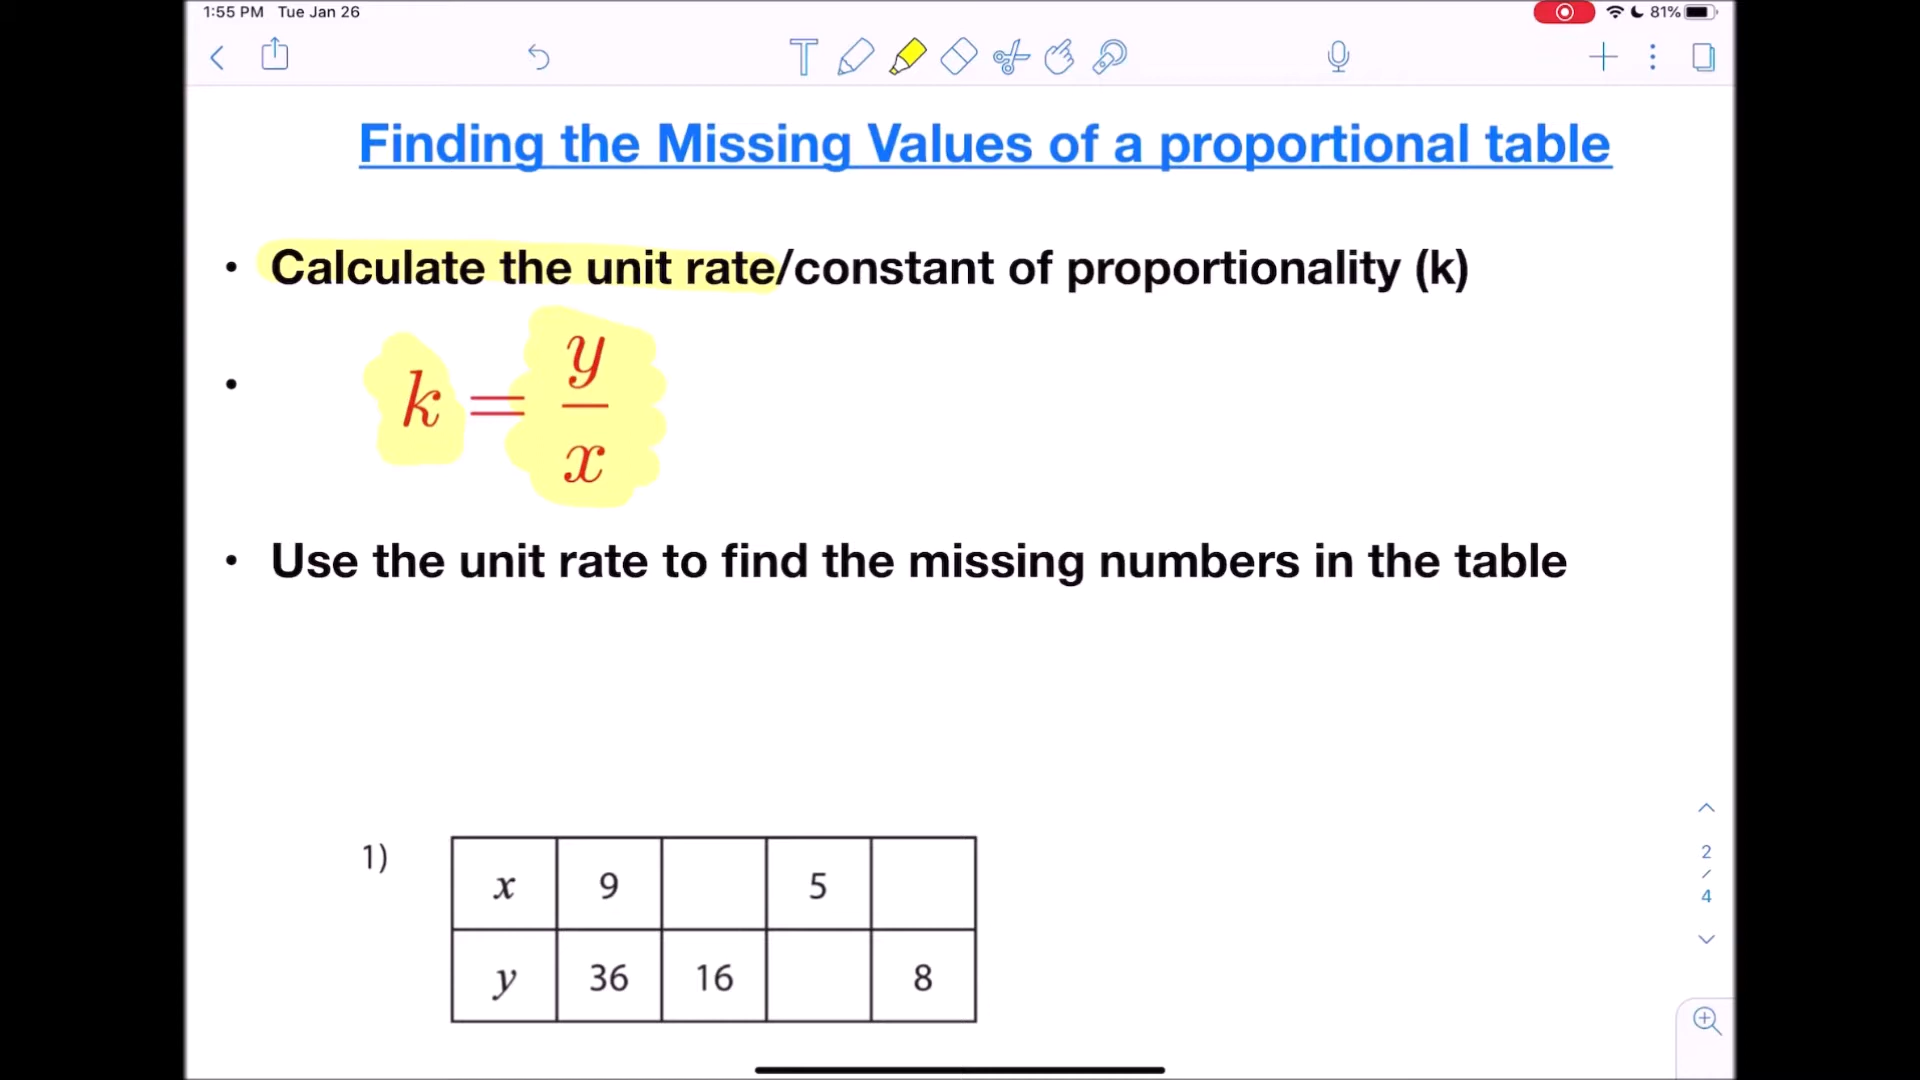 1:55 PM Tue Jan 26
81%
Finding the Missing Values of a proportional table
• Calculate the unit rate/constant of proportionality (k)
• k = y/x
• Use the unit rate to find the missing numbers in the table
1)
x 9 5
y 36 16 8
2
/
4